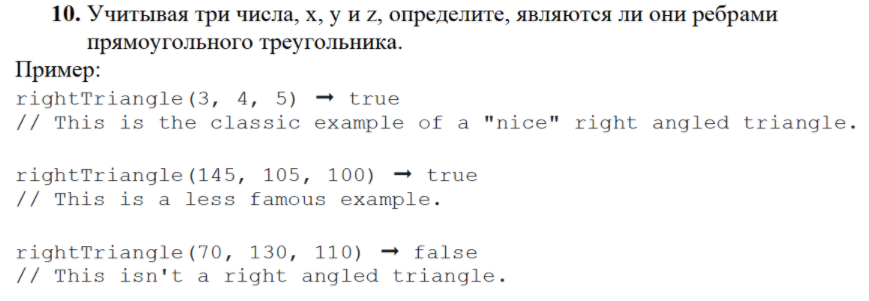 10. Учитывая три числа, x, y и z, определите, являются ли они ребрами
прямоугольного треугольника.
Пример:
rightTriangle(3, 4, 5) ➞ true
// This is the classic example of a "nice" right angled triangle.
rightTriangle(145, 105, 100) ➞ true
// This is a less famous example.
rightTriangle(70, 130, 110) ➞ false
// This isn't a right angled triangle.